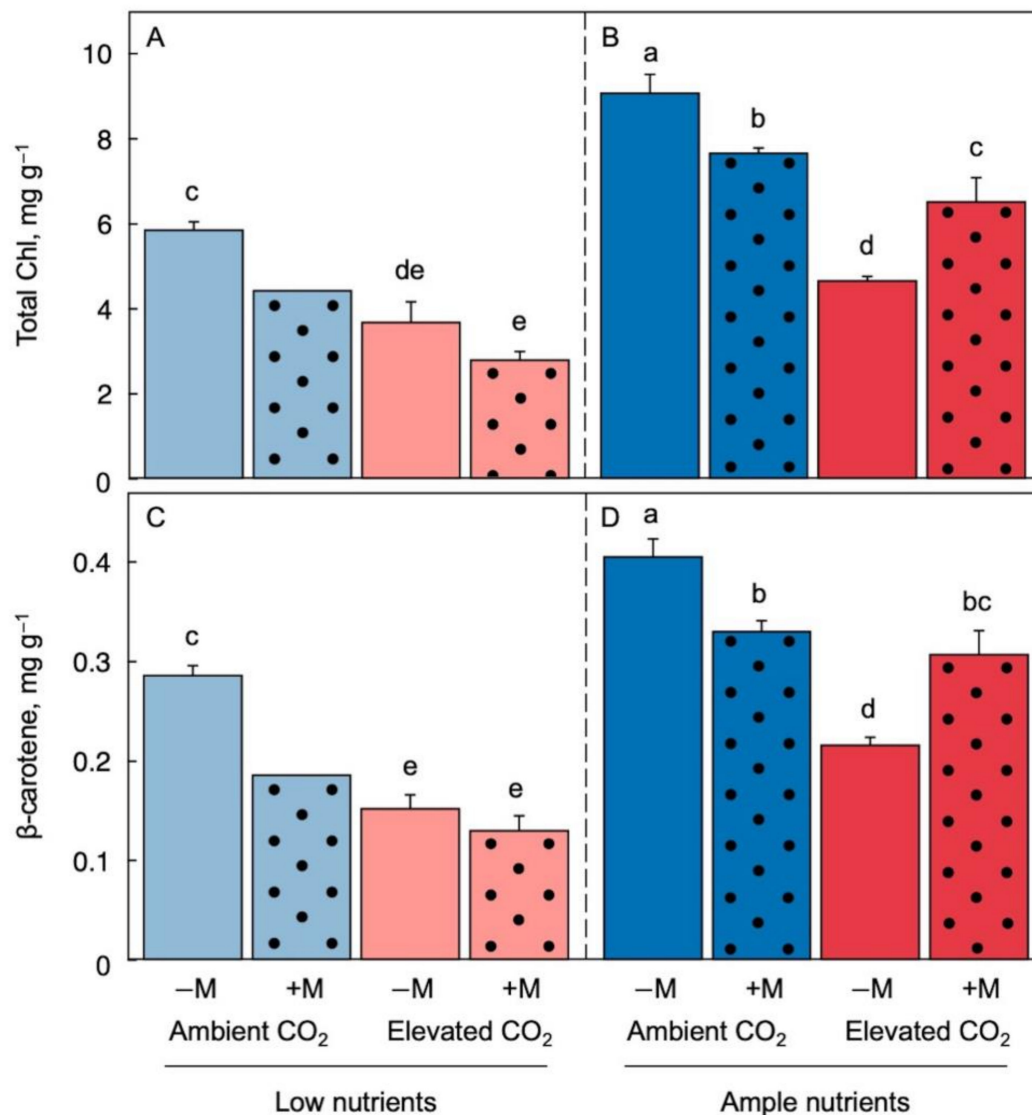 A
B
Total Chl, mg g⁻¹
10
8
6
4
2
0
c
de
e
a
b
d
c
C
D
β-carotene, mg g⁻¹
0.4
0.3
0.2
0.1
0
c
e
e
a
b
d
bc
–M +M –M +M –M +M –M +M
Ambient CO₂ Elevated CO₂ Ambient CO₂ Elevated CO₂
Low nutrients Ample nutrients